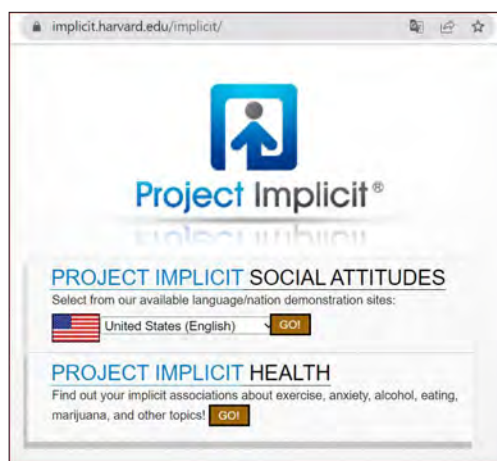 implicit.harvard.edu/implicit/
Project Implicit®
PROJECT IMPLICIT SOCIAL ATTITUDES
Select from our available language/nation demonstration sites:
United States (English) GO!
PROJECT IMPLICIT HEALTH
Find out your implicit associations about exercise, anxiety, alcohol, eating,
marijuana, and other topics! GO!